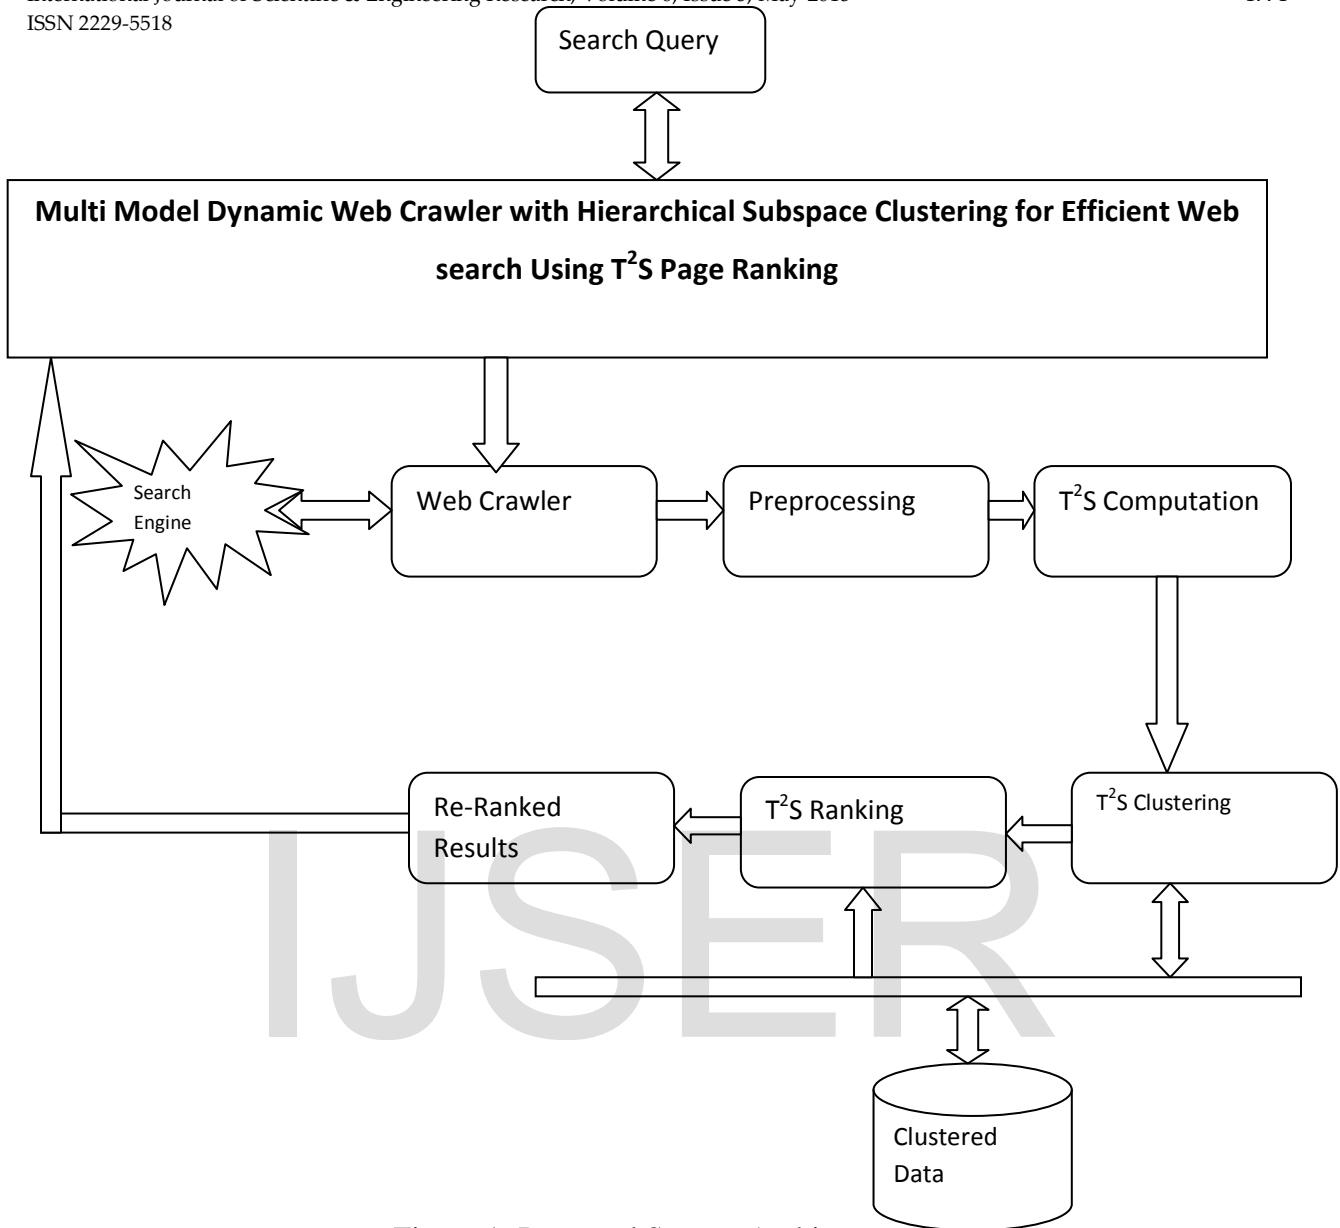 ISSN 2229-5518
Search Query
Multi Model Dynamic Web Crawler with Hierarchical Subspace Clustering for Efficient Web
search Using T²S Page Ranking
Search
Engine
Web Crawler
Preprocessing
T²S Computation
Re-Ranked
Results
T²S Ranking
T²S Clustering
IJSER
Clustered
Data